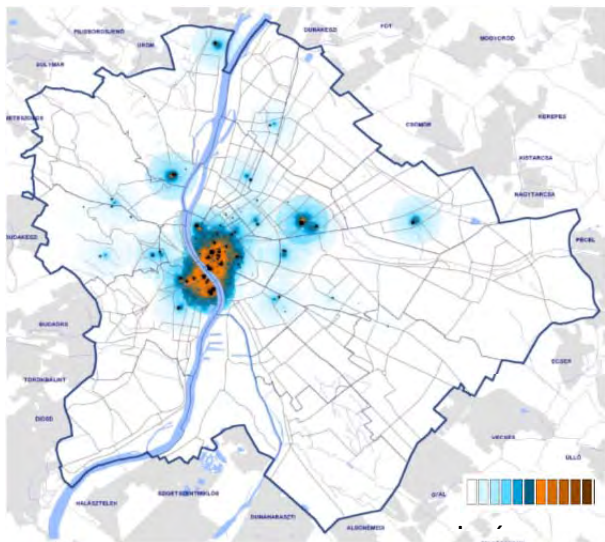 PILISBOROSJENŐ
ÜRÖM
SOLYMÁR
DUNAKESZI
FÓT
MOGYORÓD
CSÖMÖR
KEREPES
KISTARCSA
NAGYTARCSA
PÉCEL
BUDAKESZI
BUDAÖRS
TÖRÖKBÁLINT
DIÓSD
ECSER
VECSÉS
ÜLLŐ
GYÁL
HALÁSZTELEK
SZIGETSZENTMIKLÓS
DUNAHARASZTI
ALSÓNÉMEDI